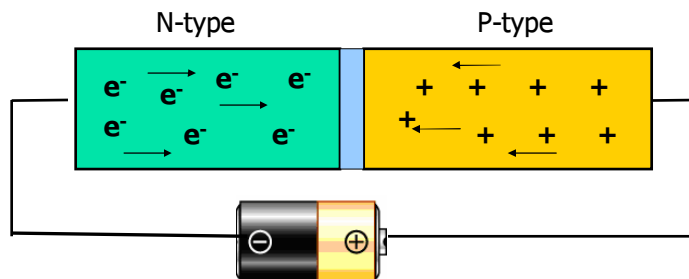 N-type P-type
e⁻ e⁻ e⁻ e⁻ + + + +
e⁻ e⁻ e⁻ + + + +
⊖ ⊕